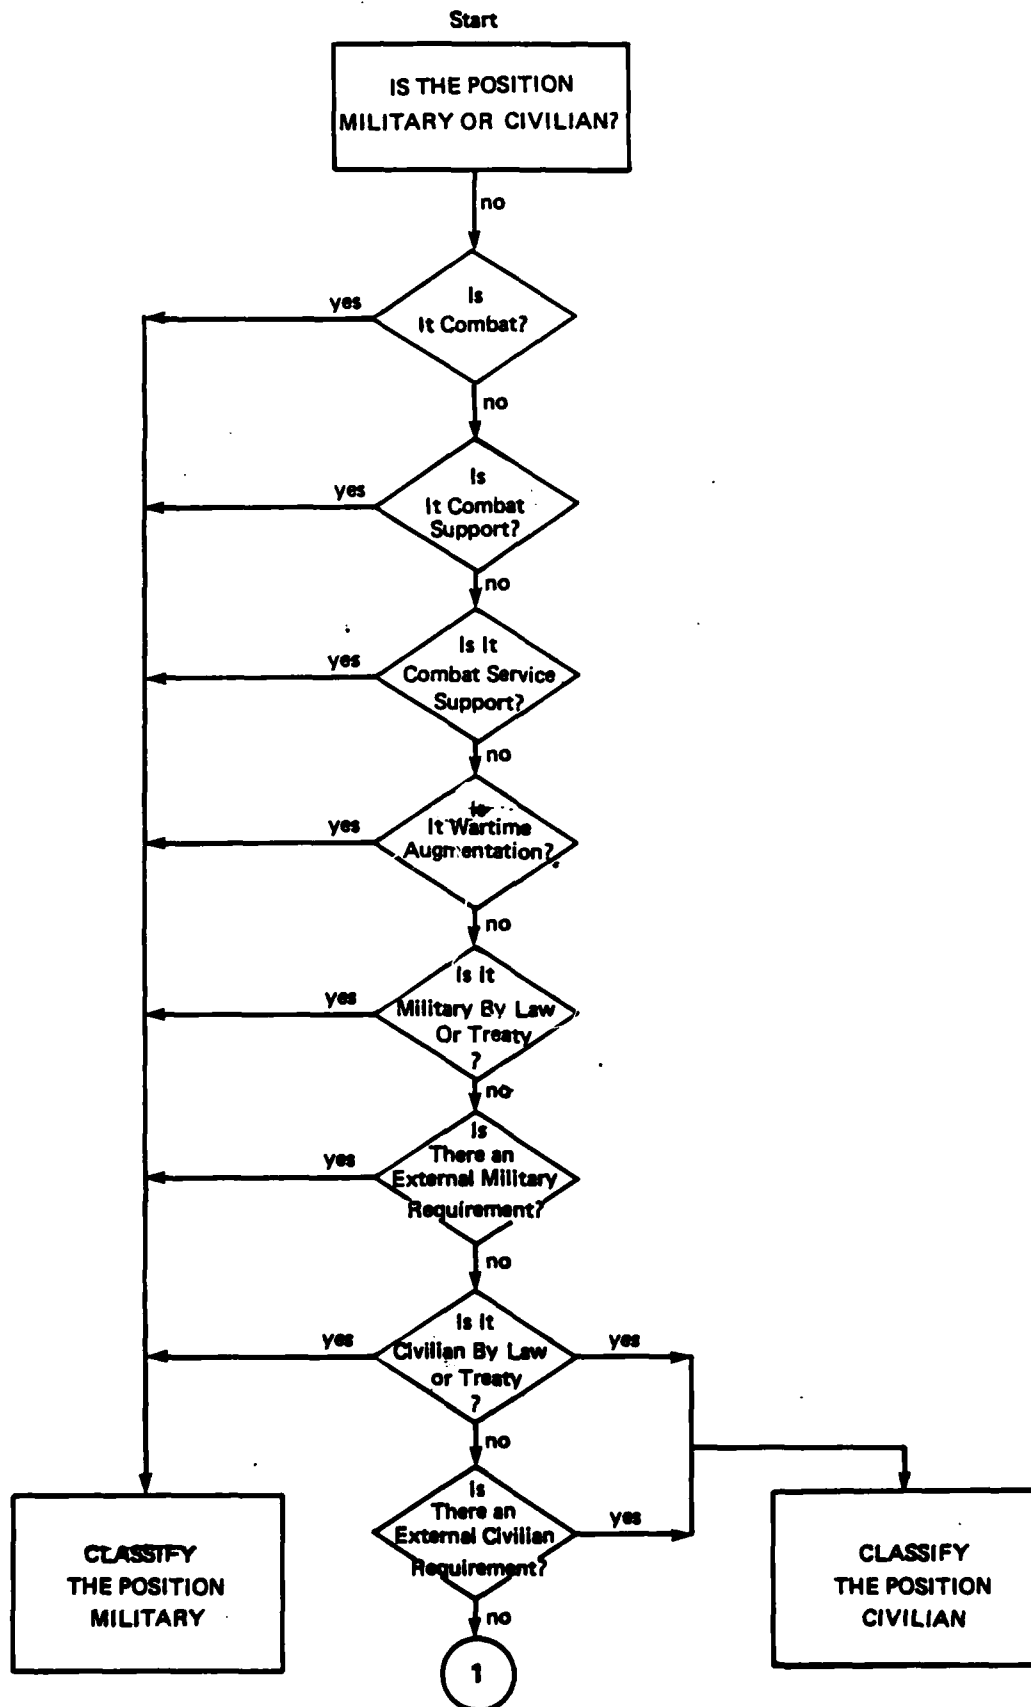 Start
IS THE POSITION
MILITARY OR CIVILIAN?
no
Is
It Combat?
yes
no
Is
It Combat
Support?
yes
no
Is It
Combat Service
Support?
yes
no
Is
It Wartime
Augmentation?
yes
no
Is It
Military By Law
Or Treaty
?
yes
no
Is
There an
External Military
Requirement?
yes
no
Is It
Civilian By Law
or Treaty
?
yes
yes
no
Is
There an
External Civilian
Requirement?
yes
no
1
CLASSIFY
THE POSITION
MILITARY
CLASSIFY
THE POSITION
CIVILIAN